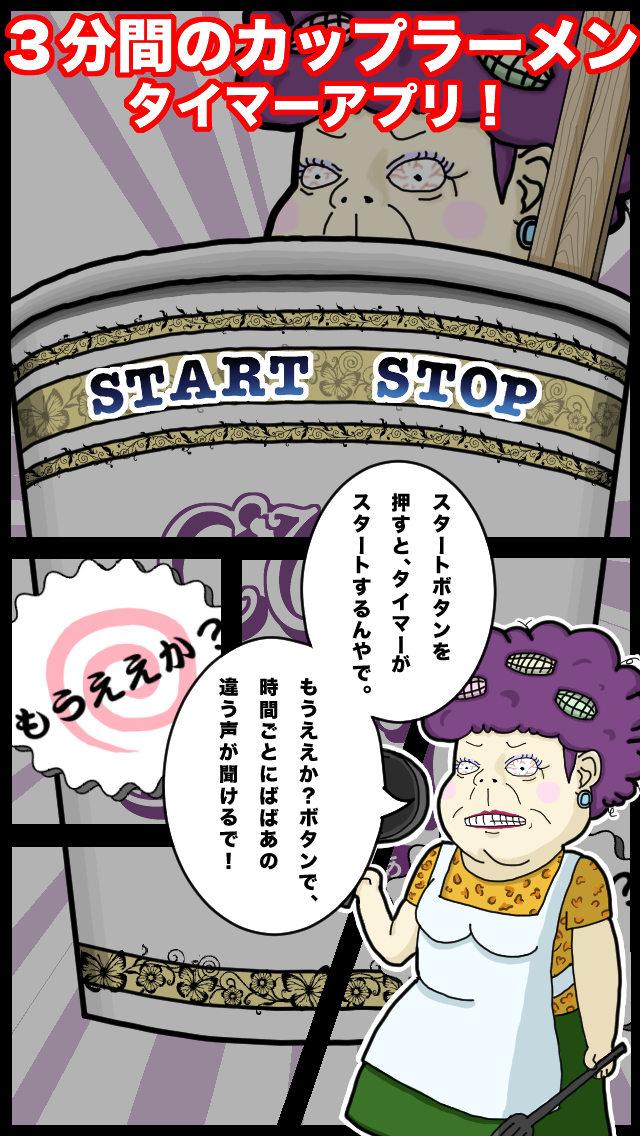 ３分間のカップラーメン
タイマーアプリ！
START STOP
スタートボタンを
押すと、タイマーが
スタートするんやで。
もうええか？
もうええか？ボタンで、
時間ごとにばばあの
違う声が聞けるで！